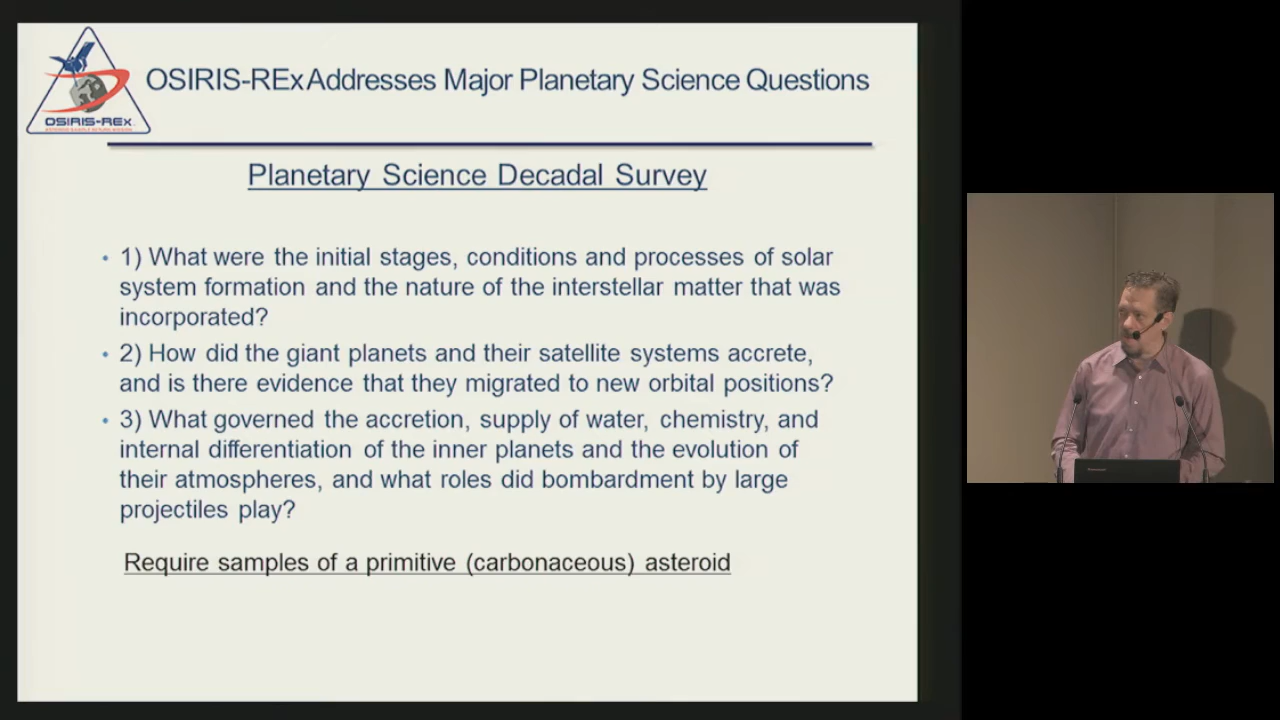 OSIRIS-REx Addresses Major Planetary Science Questions
OSIRIS-REx
Planetary Science Decadal Survey
• 1) What were the initial stages, conditions and processes of solar
system formation and the nature of the interstellar matter that was
incorporated?
• 2) How did the giant planets and their satellite systems accrete,
and is there evidence that they migrated to new orbital positions?
• 3) What governed the accretion, supply of water, chemistry, and
internal differentiation of the inner planets and the evolution of
their atmospheres, and what roles did bombardment by large
projectiles play?
Require samples of a primitive (carbonaceous) asteroid